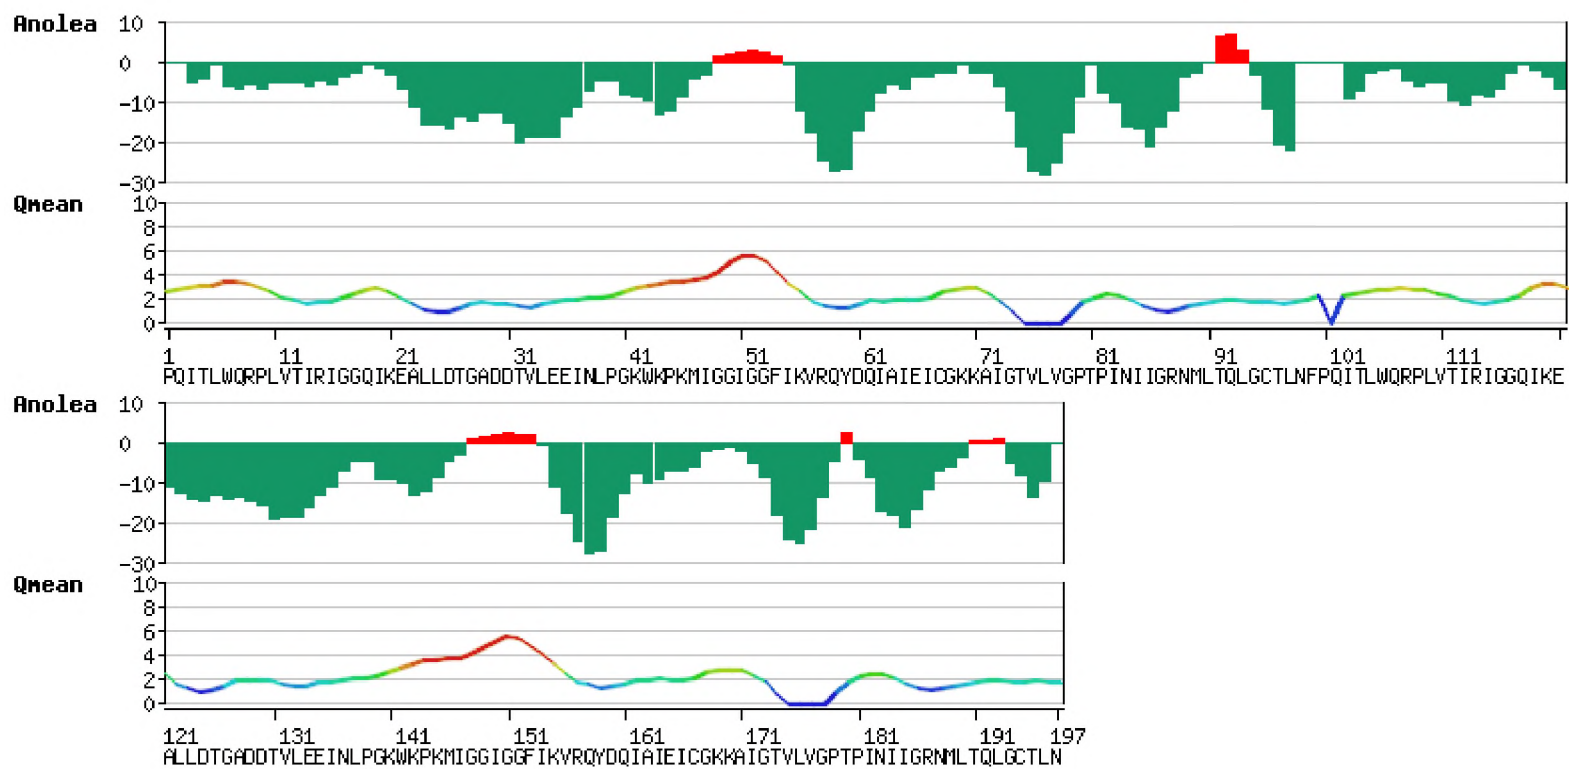 Anolea
10
0
-10
-20
-30
Qmean
10
8
6
4
2
0
1 11 21 31 41 51 61 71 81 91 101 111
PQITLWQRPLVTIRIGGQIKEALLDTGADDTVLEEINLPGKWKPKMIGGIGGFIKVRQYDQIAIEICGKKAIGTVLVGPTPINIIGRNMLTQLGCTLNFPQITLWQRPLVTIRIGGQIKE
Anolea
10
0
-10
-20
-30
Qmean
10
8
6
4
2
0
121 131 141 151 161 171 181 191 197
ALLDTGADDTVLEEINLPGKWKPKMIGGIGGFIKVRQYDQIAIEICGKKAIGTVLVGPTPINIIGRNMLTQLGCTLN